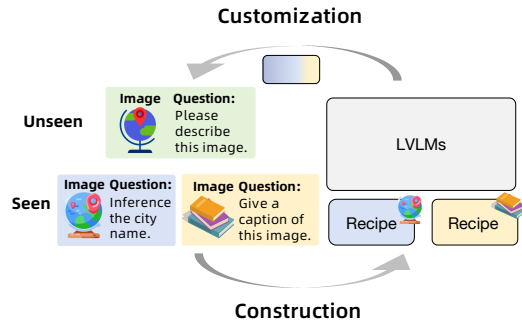 Customization
Unseen
Image Question:
Please
describe
this image.
LVLMs
Seen
Image Question:
Inference
the city
name.
Image Question:
Give a
caption of
this image.
Recipe
Recipe
Construction